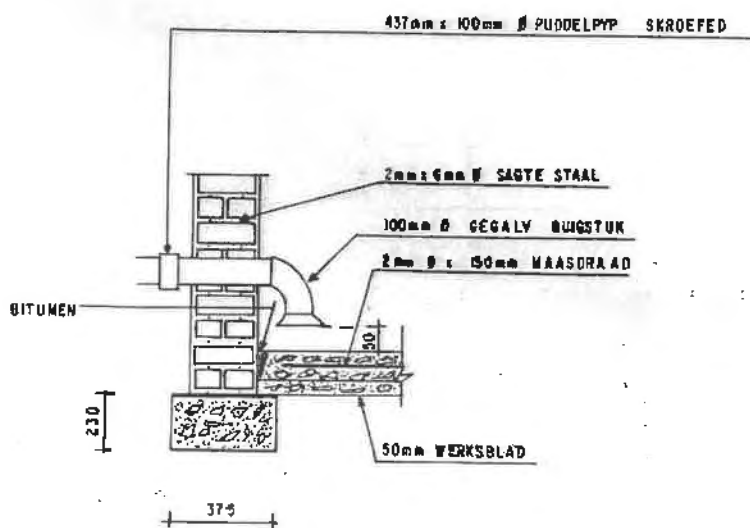 437mm x 100mm Ø PUDDELPYP SKROEFED
2mm x 6mm Ø SAGTE STAAL
100mm Ø GEGALV BUIGSTUK
2mm Ø x 150mm MAASDRAAD
BITUMEN
50
230
50mm WERKSBLAD
375